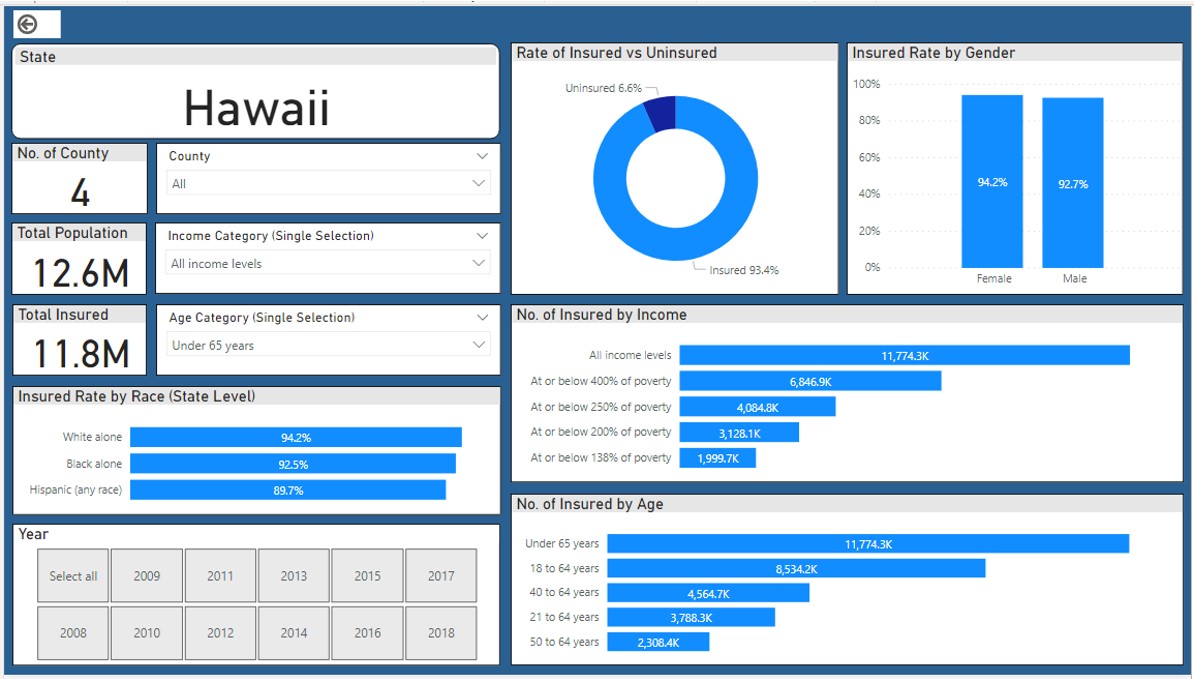 State
Hawaii
No. of County
4
County
All
Total Population
12.6M
Income Category (Single Selection)
All income levels
Total Insured
11.8M
Age Category (Single Selection)
Under 65 years
Insured Rate by Race (State Level)
White alone 94.2%
Black alone 92.5%
Hispanic (any race) 89.7%
Year
Select all 2009 2011 2013 2015 2017
2008 2010 2012 2014 2016 2018
Rate of Insured vs Uninsured
Uninsured 6.6%
Insured 93.4%
Insured Rate by Gender
100%
80%
60%
40%
20%
0%
94.2% 92.7%
Female Male
No. of Insured by Income
All income levels 11,774.3K
At or below 400% of poverty 6,846.9K
At or below 250% of poverty 4,084.8K
At or below 200% of poverty 3,128.1K
At or below 138% of poverty 1,999.7K
No. of Insured by Age
Under 65 years 11,774.3K
18 to 64 years 8,534.2K
40 to 64 years 4,564.7K
21 to 64 years 3,788.3K
50 to 64 years 2,308.4K